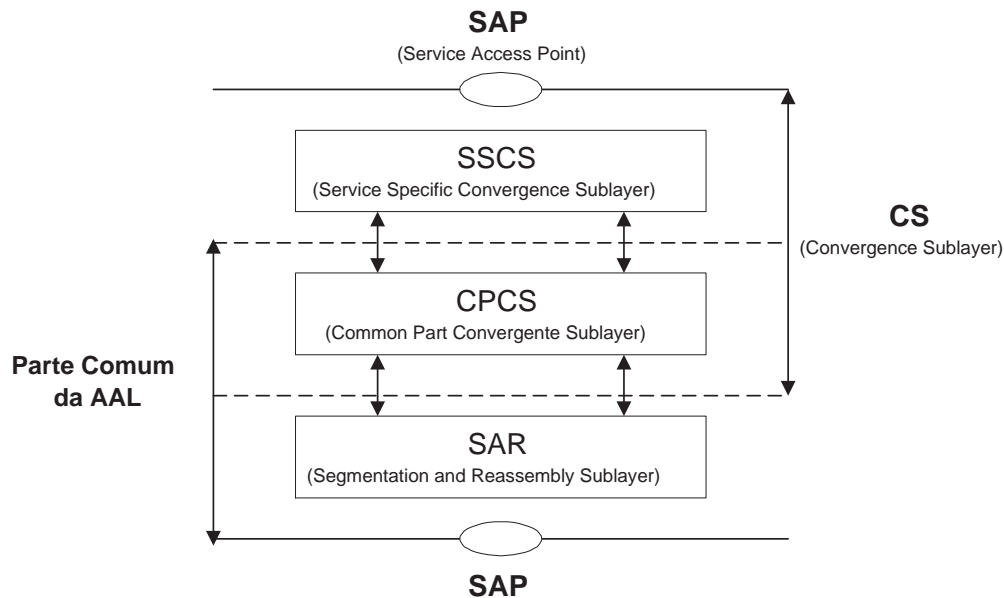 SAP
(Service Access Point)
SSCS
(Service Specific Convergence Sublayer)
CS
(Convergence Sublayer)
CPCS
(Common Part Convergente Sublayer)
Parte Comum
da AAL
SAR
(Segmentation and Reassembly Sublayer)
SAP